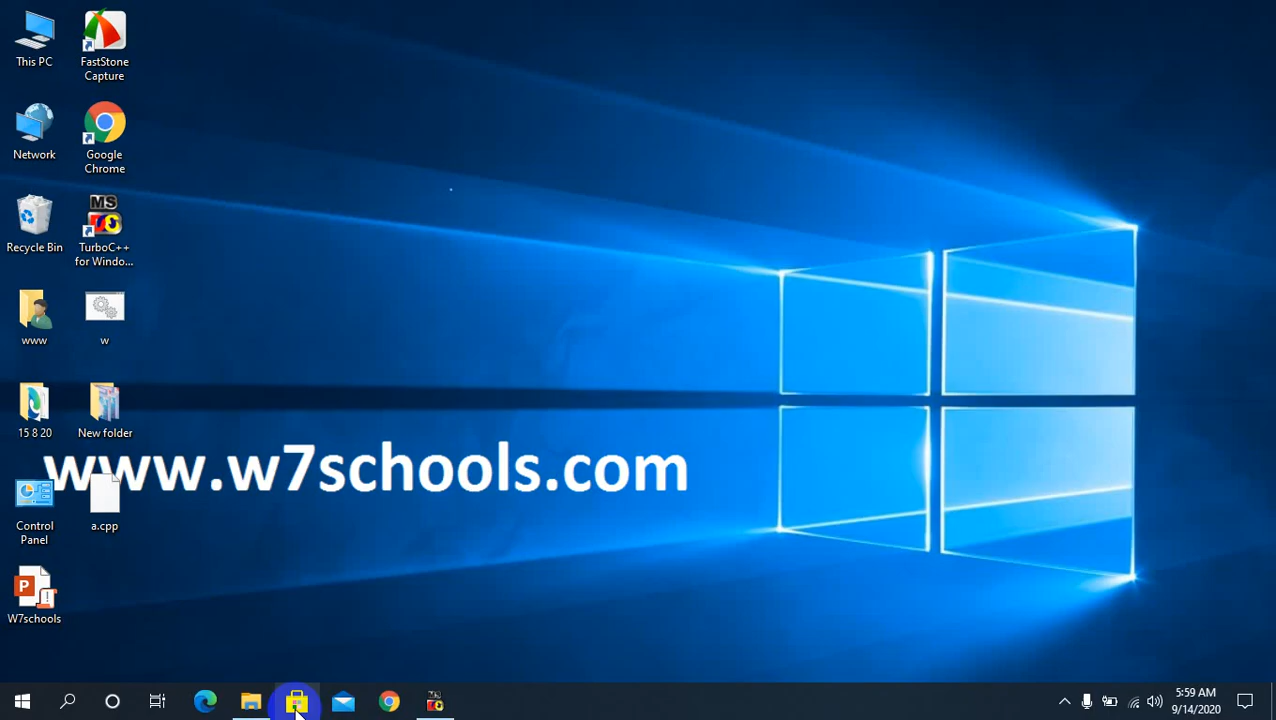 This PC
FastStone
Capture
Network
Google
Chrome
MS
Recycle Bin
TurboC++
for Windo...
www
w
15 8 20
New folder
www.w7schools.com
Control
Panel
a.cpp
W7schools
5:59 AM
9/14/2020